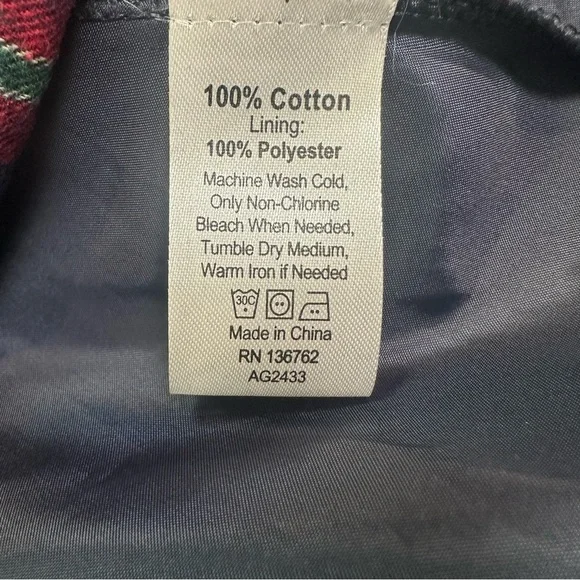 100% Cotton
Lining:
100% Polyester
Machine Wash Cold,
Only Non-Chlorine
Bleach When Needed,
Tumble Dry Medium,
Warm Iron if Needed
30C
Made in China
RN 136762
AG2433